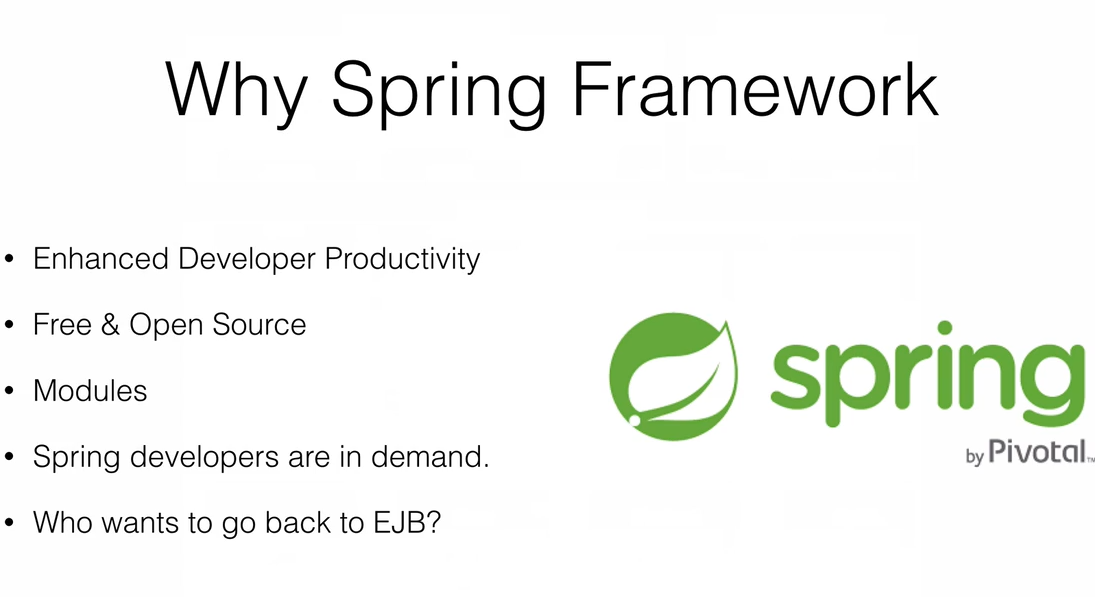 Why Spring Framework
• Enhanced Developer Productivity
• Free & Open Source
• Modules
• Spring developers are in demand.
• Who wants to go back to EJB?
spring
by Pivotal™